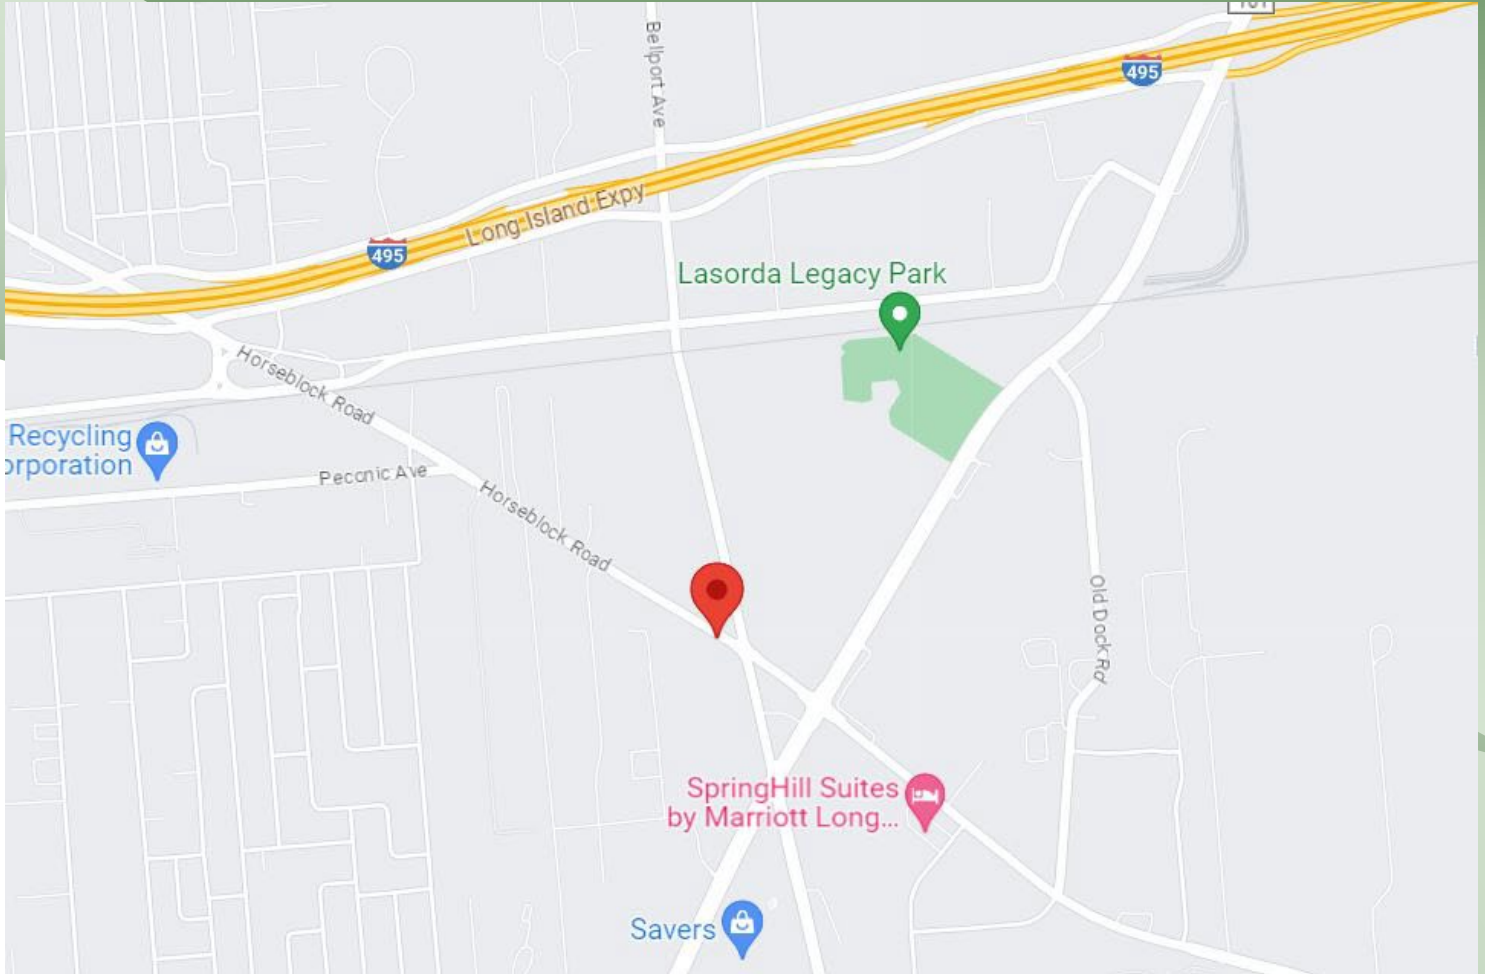 101
Bellport Ave
495
Long Island Expy
495
Lasorda Legacy Park
Horseblock Road
Recycling
orporation
Peconic Ave
Horseblock Road
Old Dock Rd
SpringHill Suites
by Marriott Long...
Savers